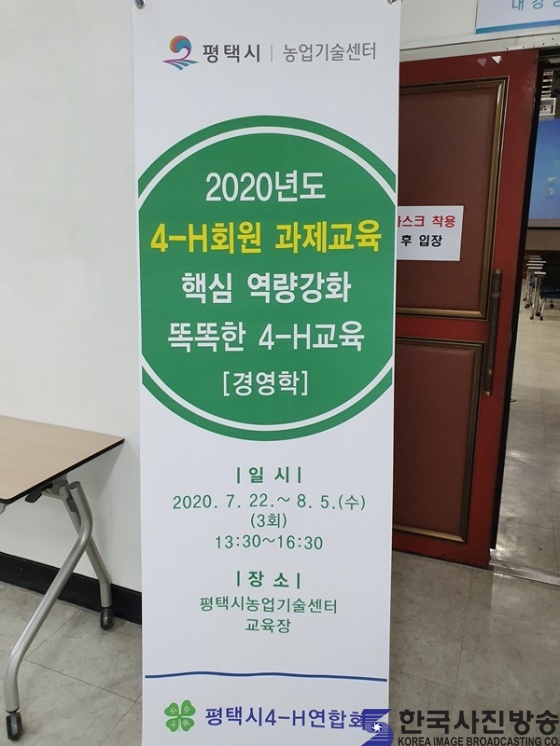 대강당
평택시 | 농업기술센터
2020년도
4-H회원 과제교육
핵심 역량강화
똑똑한 4-H교육
[경영학]
마스크 착용
후 입장
| 일 시 |
2020. 7. 22.~ 8. 5.(수)
(3회)
13:30~16:30
| 장 소 |
평택시농업기술센터
교육장
평택시4-H연합회
한국사진방송
KOREA IMAGE BROADCASTING CO